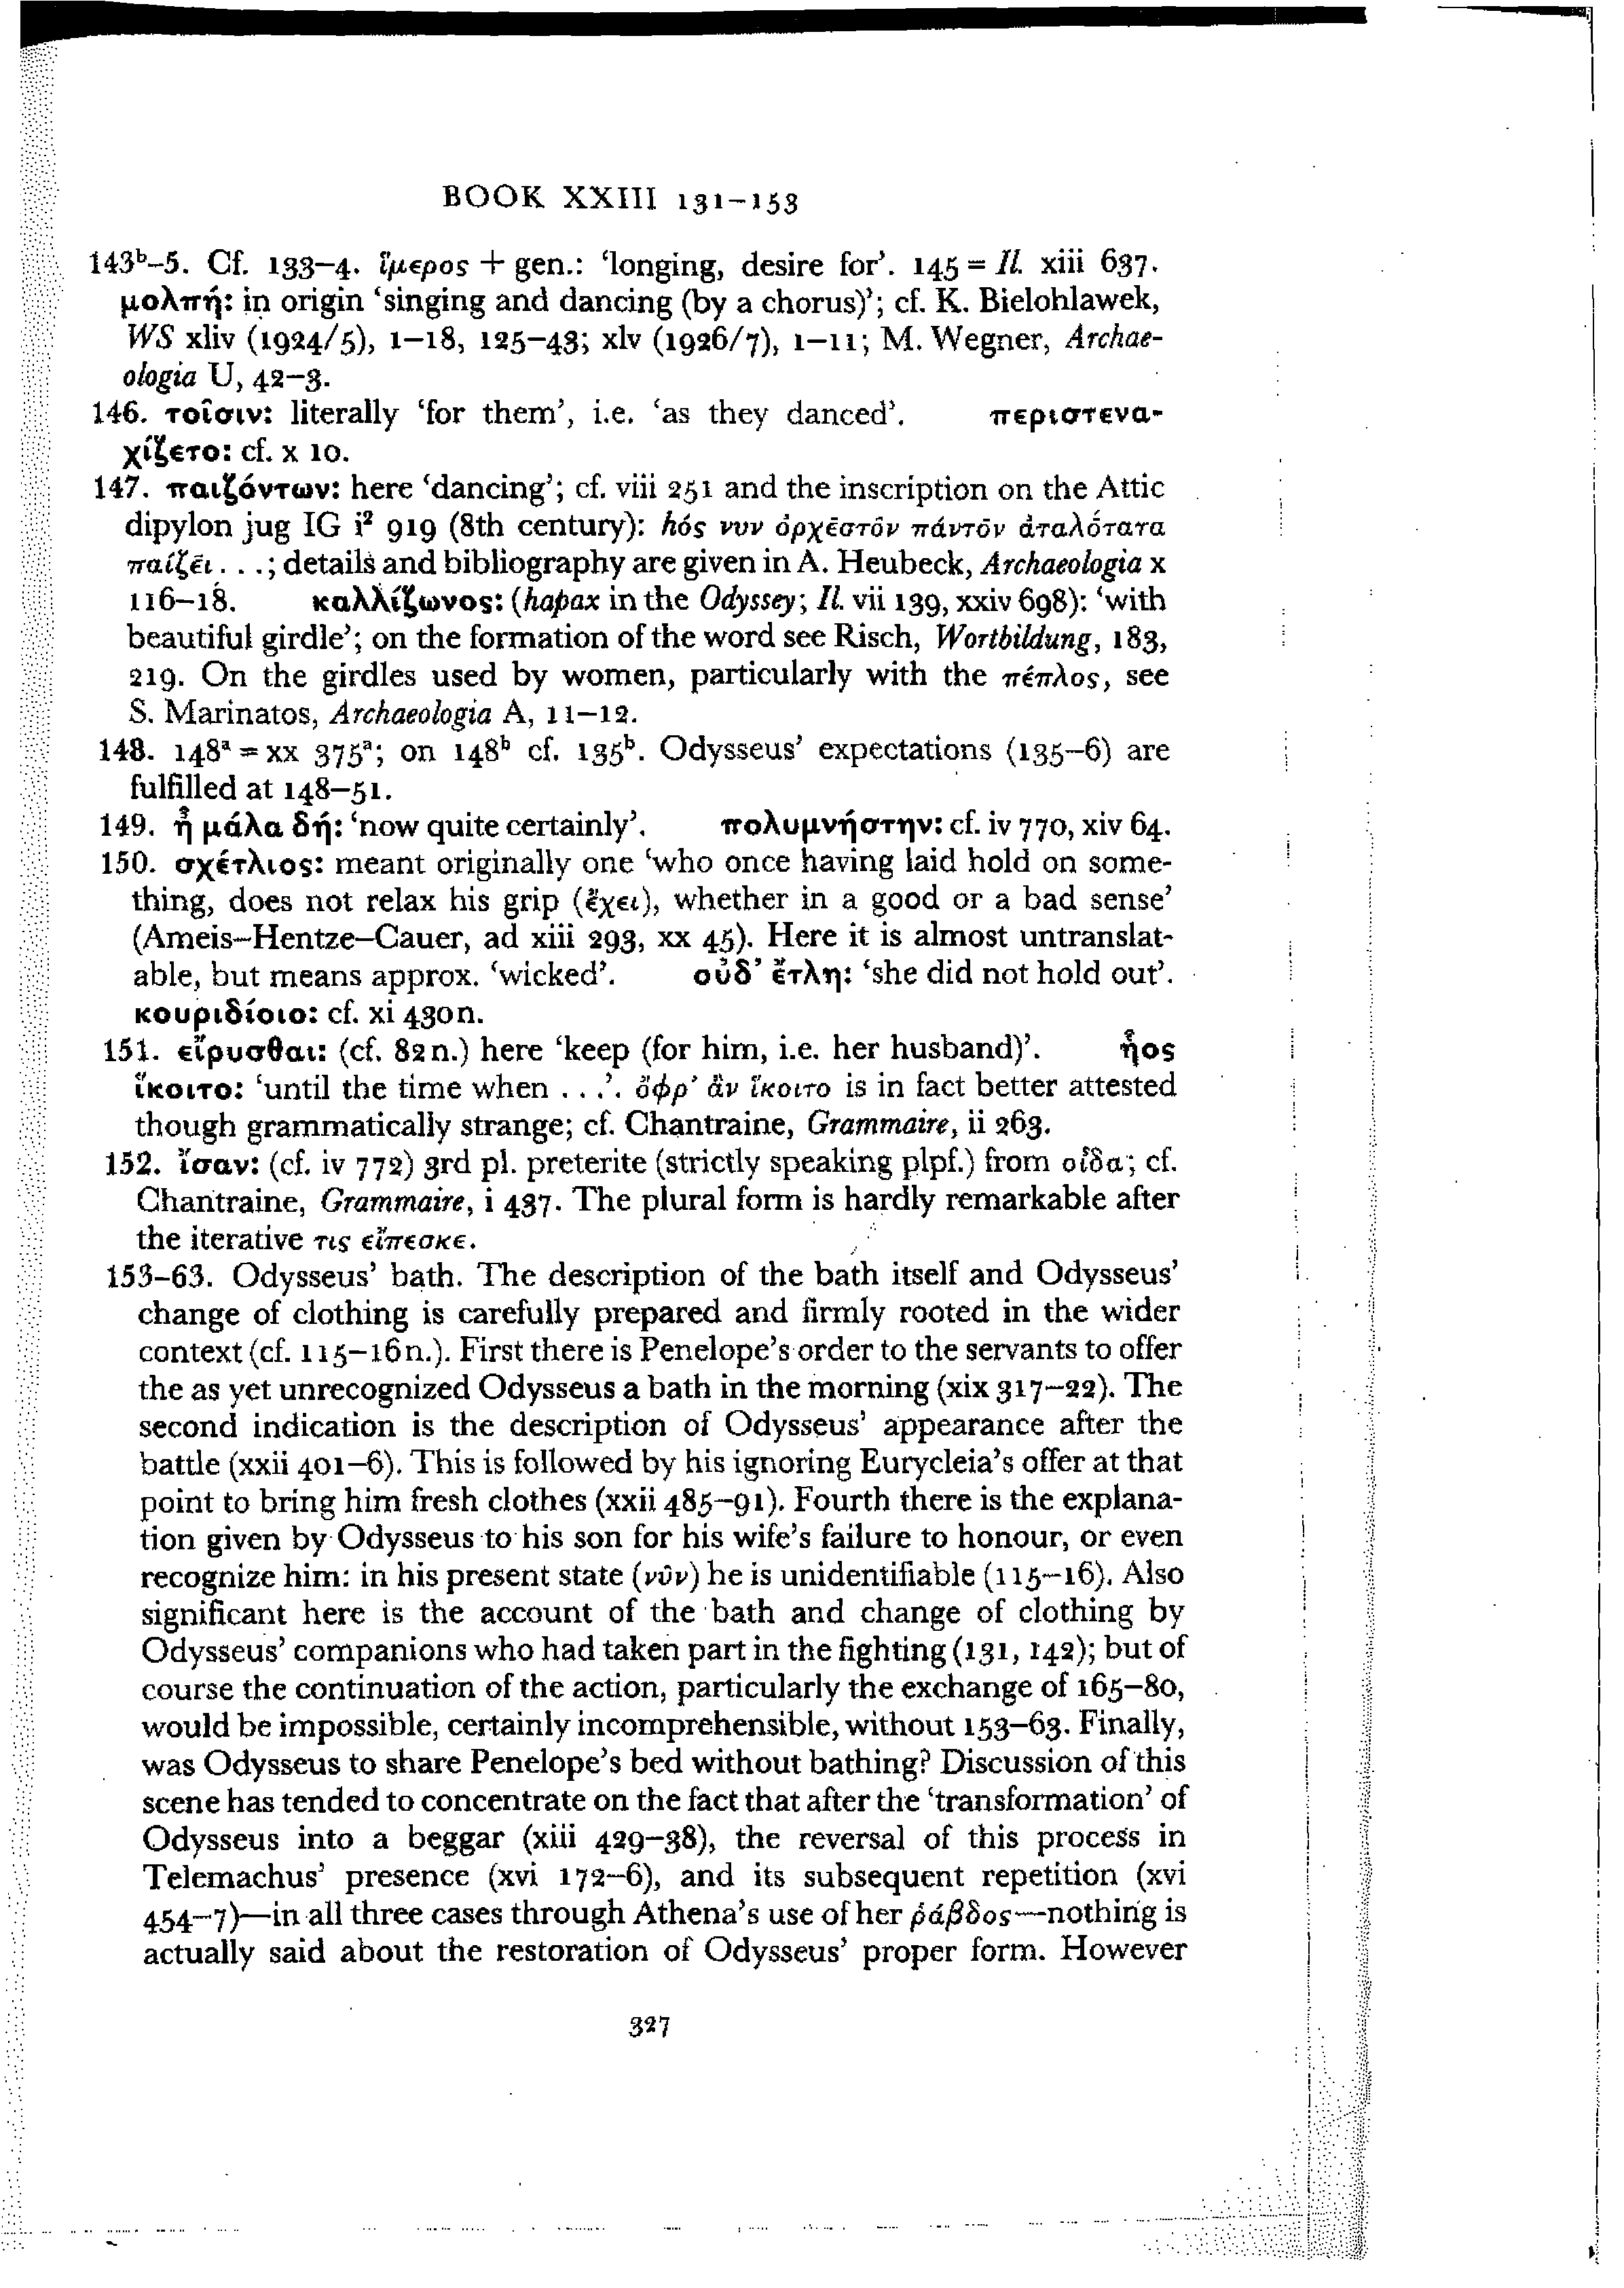 BOOK XXIII 131–153
143ᵇ–5. Cf. 133–4. ἵμερος + gen.: ‘longing, desire for’. 145 = Il. xiii 637.
μολπή: in origin ‘singing and dancing (by a chorus)’; cf. K. Bielohlawek,
WS xliv (1924/5), 1–18, 125–43; xlv (1926/7), 1–11; M. Wegner, Archae-
ologia U, 42–3.
146. τοῖσιν: literally ‘for them’, i.e. ‘as they danced’. περιστενα-
χίζετο: cf. x 10.
147. παιζόντων: here ‘dancing’; cf. viii 251 and the inscription on the Attic
dipylon jug IG i² 919 (8th century): hός νυν ὀρχε̄στο̂ν πάντο̄ν ἀταλότατα
παίζε̄ι . . .; details and bibliography are given in A. Heubeck, Archaeologia x
116–18. καλλίζωνος: (hapax in the Odyssey; Il. vii 139, xxiv 698): ‘with
beautiful girdle’; on the formation of the word see Risch, Wortbildung, 183,
219. On the girdles used by women, particularly with the πέπλος, see
S. Marinatos, Archaeologia A, 11–12.
148. 148ᵃ = xx 375ᵃ; on 148ᵇ cf. 135ᵇ. Odysseus’ expectations (135–6) are
fulfilled at 148–51.
149. ἦ μάλα δή: ‘now quite certainly’. πολυμνήστην: cf. iv 770, xiv 64.
150. σχέτλιος: meant originally one ‘who once having laid hold on some-
thing, does not relax his grip (ἔχει), whether in a good or a bad sense’
(Ameis–Hentze–Cauer, ad xiii 293, xx 45). Here it is almost untranslat-
able, but means approx. ‘wicked’. οὐδ’ ἔτλη: ‘she did not hold out’.
κουριδίοιο: cf. xi 430 n.
151. εἴρυσθαι: (cf. 82 n.) here ‘keep (for him, i.e. her husband)’. ἧος
ἵκοιτο: ‘until the time when . . .’. ὄφρ’ ἂν ἵκοιτο is in fact better attested
though grammatically strange; cf. Chantraine, Grammaire, ii 263.
152. ἴσαν: (cf. iv 772) 3rd pl. preterite (strictly speaking plpf.) from οἶδα; cf.
Chantraine, Grammaire, i 437. The plural form is hardly remarkable after
the iterative τις εἴπεσκε.
153–63. Odysseus’ bath. The description of the bath itself and Odysseus’
change of clothing is carefully prepared and firmly rooted in the wider
context (cf. 115–16 n.). First there is Penelope’s order to the servants to offer
the as yet unrecognized Odysseus a bath in the morning (xix 317–22). The
second indication is the description of Odysseus’ appearance after the
battle (xxii 401–6). This is followed by his ignoring Eurycleia’s offer at that
point to bring him fresh clothes (xxii 485–91). Fourth there is the explana-
tion given by Odysseus to his son for his wife’s failure to honour, or even
recognize him: in his present state (νῦν) he is unidentifiable (115–16). Also
significant here is the account of the bath and change of clothing by
Odysseus’ companions who had taken part in the fighting (131, 142); but of
course the continuation of the action, particularly the exchange of 165–80,
would be impossible, certainly incomprehensible, without 153–63. Finally,
was Odysseus to share Penelope’s bed without bathing? Discussion of this
scene has tended to concentrate on the fact that after the ‘transformation’ of
Odysseus into a beggar (xiii 429–38), the reversal of this process in
Telemachus’ presence (xvi 172–6), and its subsequent repetition (xvi
454–7)—in all three cases through Athena’s use of her ῥάβδος—nothing is
actually said about the restoration of Odysseus’ proper form. However
327